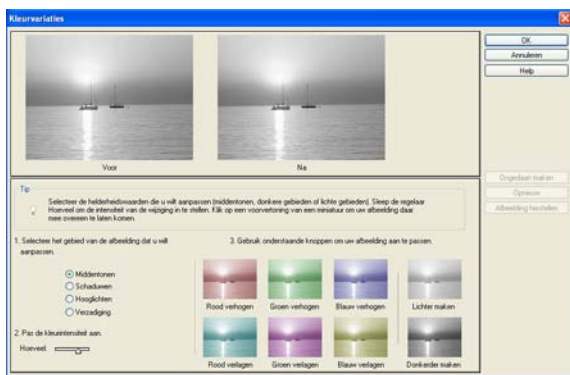 Kleurvariaties
OK
Annuleren
Help
Voor
Na
Ongedaan maken
Opnieuw
Afbeelding herstellen
Tip
Selecteer de helderheidswaarden die u wilt aanpassen (middentonen, donkere gebieden of lichte gebieden). Sleep de regelaar
Hoeveel om de intensiteit van de wijziging in te stellen. Klik op een voorvertoning van een miniatuur om uw afbeelding daar
mee overeen te laten komen.
1. Selecteer het gebied van de afbeelding dat u wilt
aanpassen.
Middentonen
Schaduwen
Hooglichten
Verzadiging
2. Pas de kleurintensiteit aan.
Hoeveel
3. Gebruik onderstaande knoppen om uw afbeelding aan te passen.
Rood verhogen
Groen verhogen
Blauw verhogen
Lichter maken
Rood verlagen
Groen verlagen
Blauw verlagen
Donkerder maken